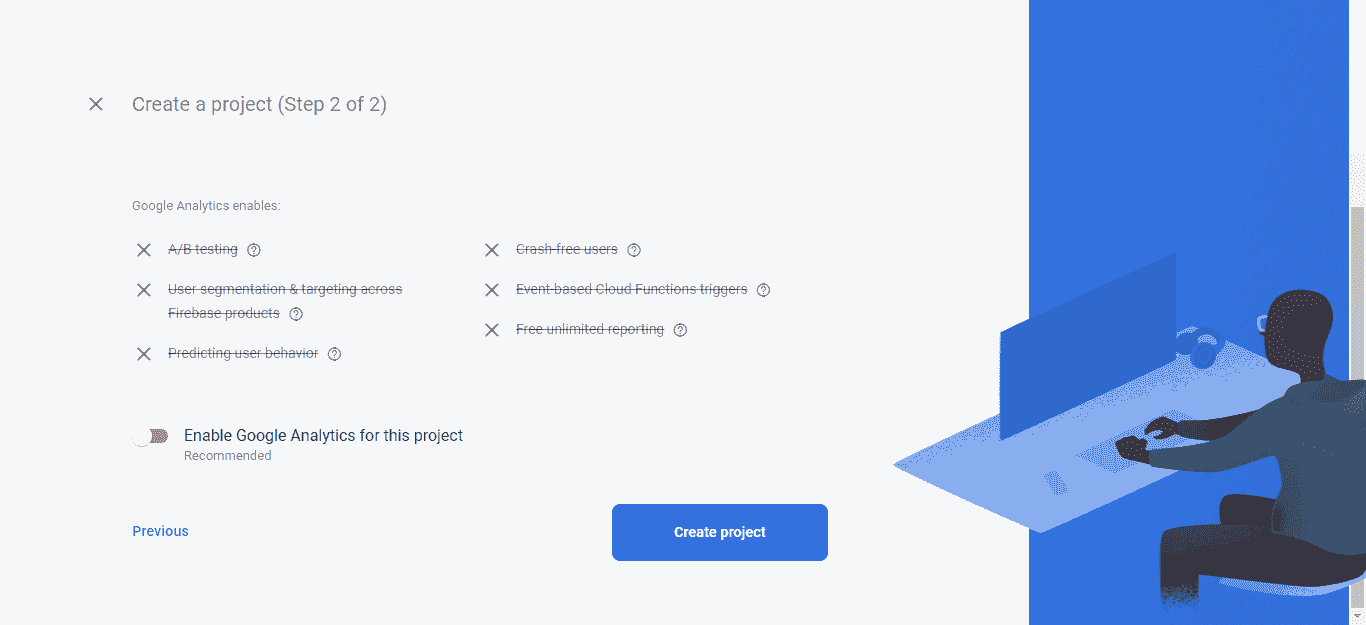 Create a project (Step 2 of 2)
Google Analytics enables:
A/B testing
Crash-free users
User segmentation & targeting across
Firebase products
Event-based Cloud Functions triggers
Predicting user behavior
Free unlimited reporting
Enable Google Analytics for this project
Recommended
Previous
Create project